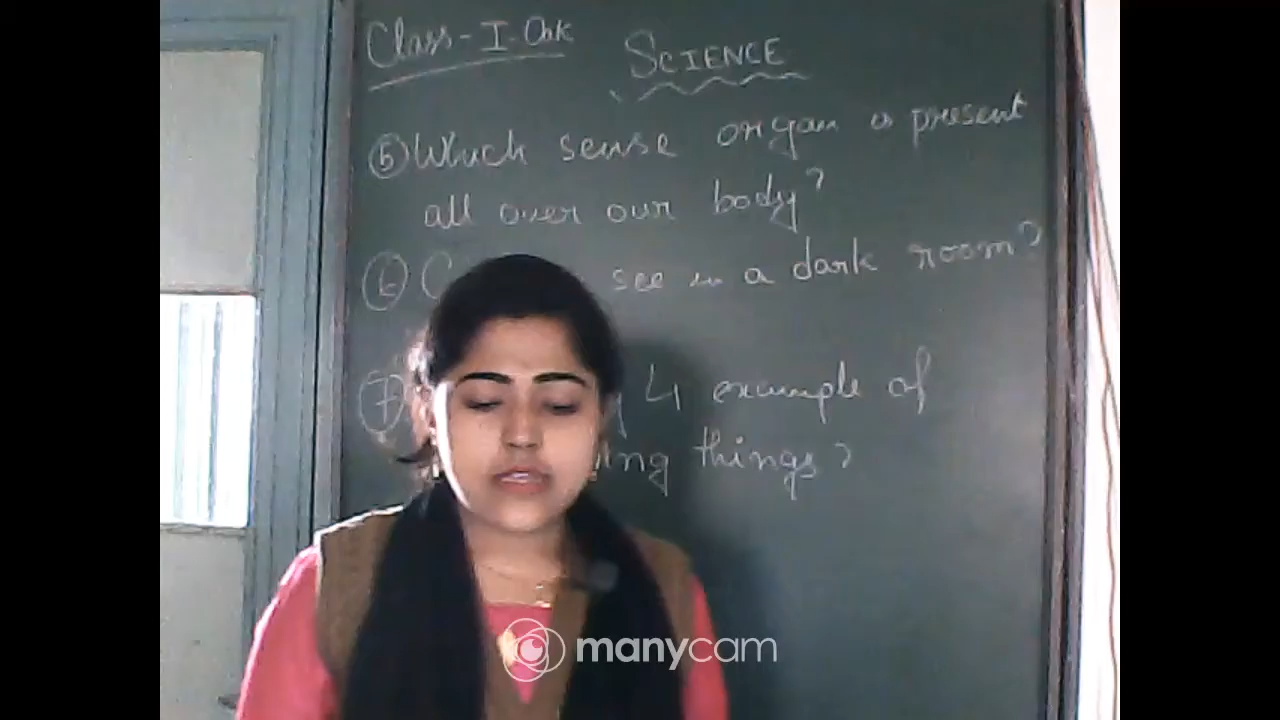 Class - I - Oak
SCIENCE
⑤ Which sense organ is present
all over our body?
⑥ see in a dark room?
⑦ 4 example of
things?
manycam